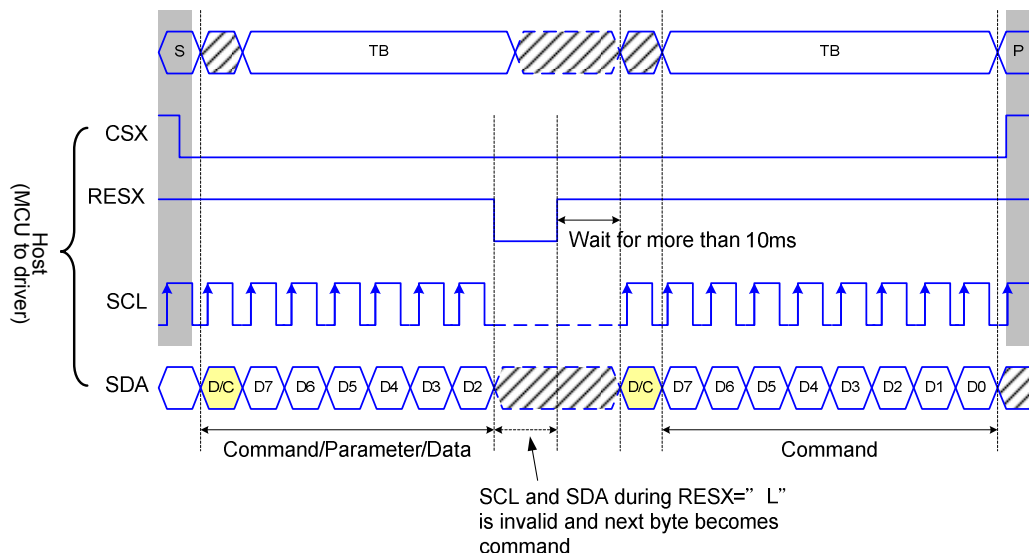 S TB TB P
CSX
RESX
Wait for more than 10ms
Host
(MCU to driver)
SCL
SDA D/C D7 D6 D5 D4 D3 D2 D/C D7 D6 D5 D4 D3 D2 D1 D0
Command/Parameter/Data Command
SCL and SDA during RESX=” L”
is invalid and next byte becomes
command